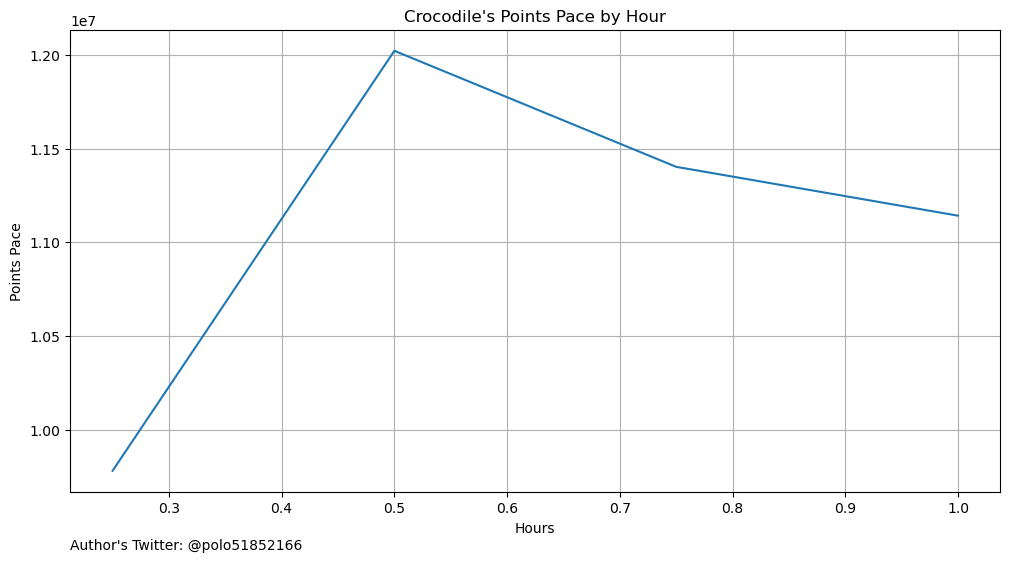 Crocodile's Points Pace by Hour
1e7
1.20
1.15
1.10
1.05
1.00
Points Pace
0.3 0.4 0.5 0.6 0.7 0.8 0.9 1.0
Hours
Author's Twitter: @polo51852166